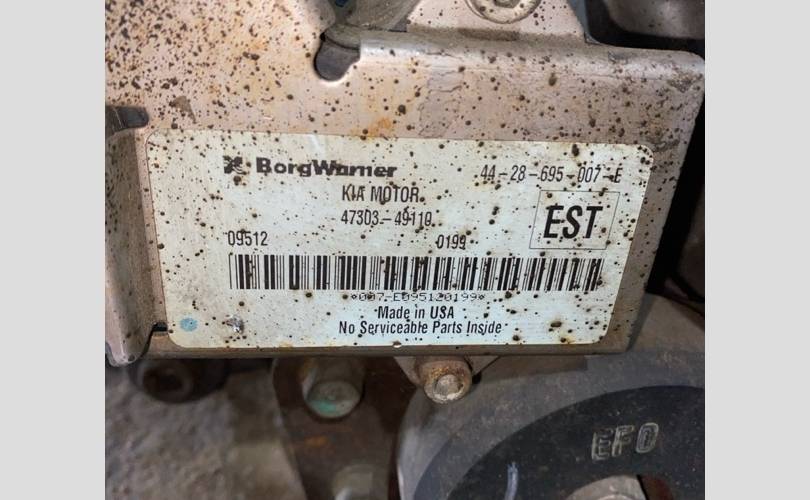 BorgWarner
44-28-695-007-E
KIA MOTOR
47303-49110
EST
09512
0199
*007-E095120199*
Made in USA
No Serviceable Parts Inside
EFO